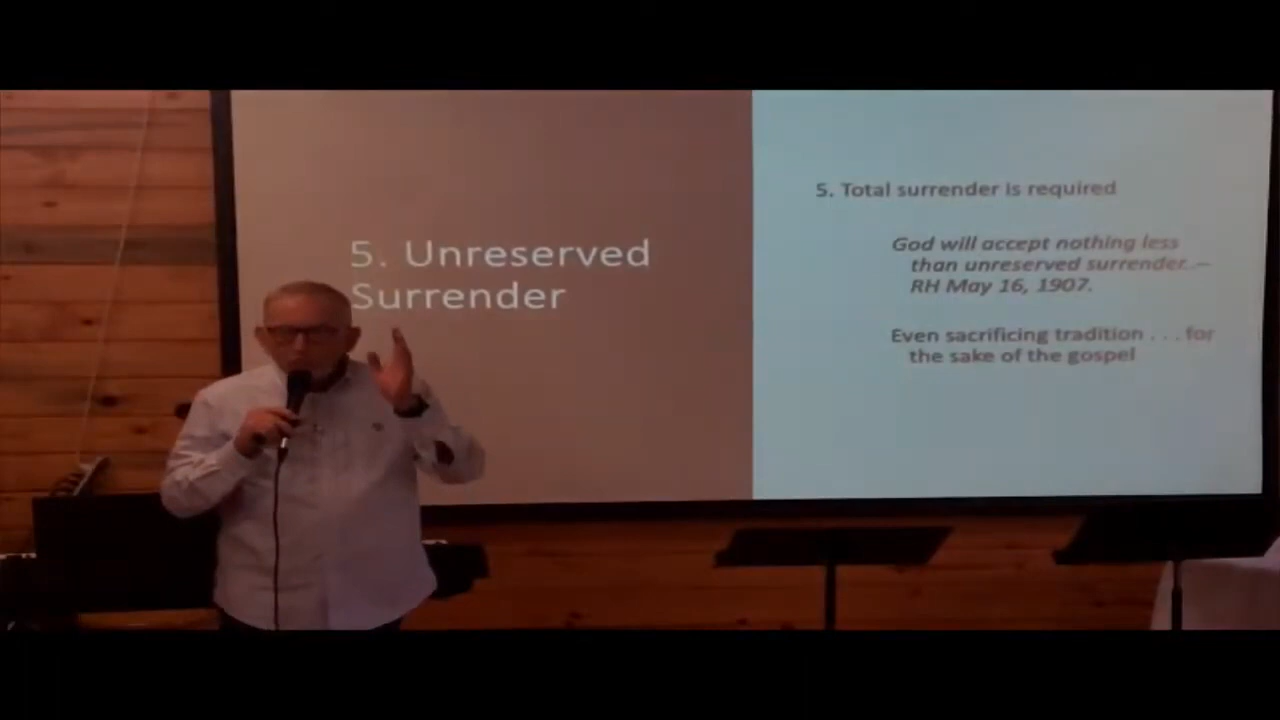 5. Unreserved
Surrender
5. Total surrender is required
God will accept nothing less
than unreserved surrender.—
RH May 16, 1907.
Even sacrificing tradition . . . for
the sake of the gospel